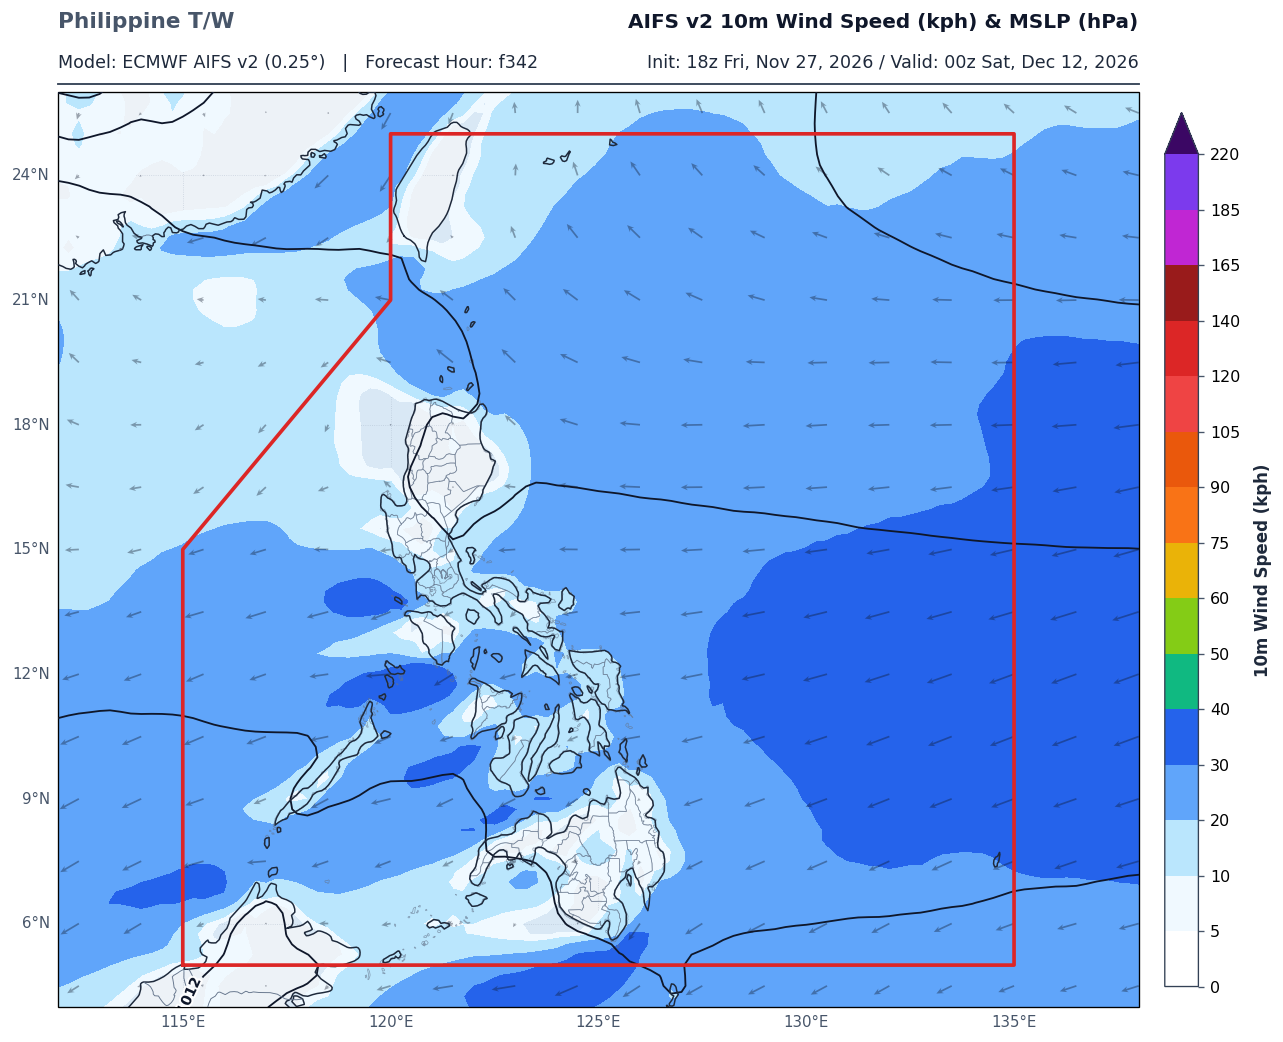 Philippine T/W
AIFS v2 10m Wind Speed (kph) & MSLP (hPa)
Model: ECMWF AIFS v2 (0.25°)   |   Forecast Hour: f342
Init: 18z Fri, Nov 27, 2026 / Valid: 00z Sat, Dec 12, 2026
24°N
21°N
18°N
15°N
12°N
9°N
6°N
115°E
120°E
125°E
130°E
135°E
1012
220
185
165
140
120
105
90
75
60
50
40
30
20
10
5
0
10m Wind Speed (kph)